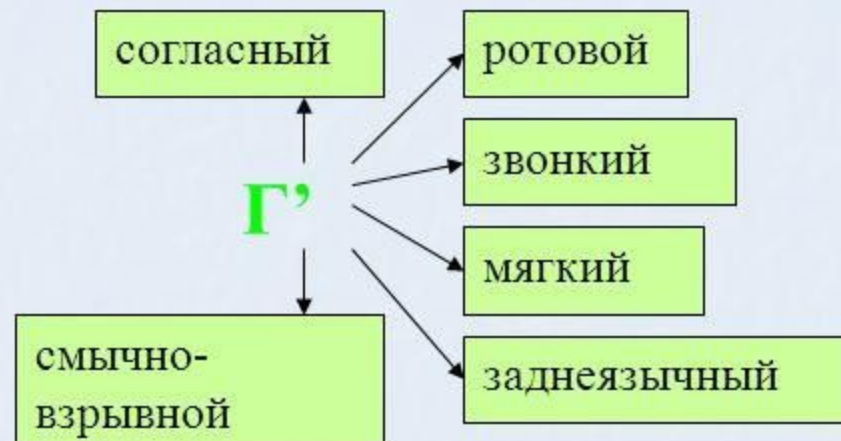 согласный
ротовой
звонкий
Г’
мягкий
смычно-
взрывной
заднеязычный